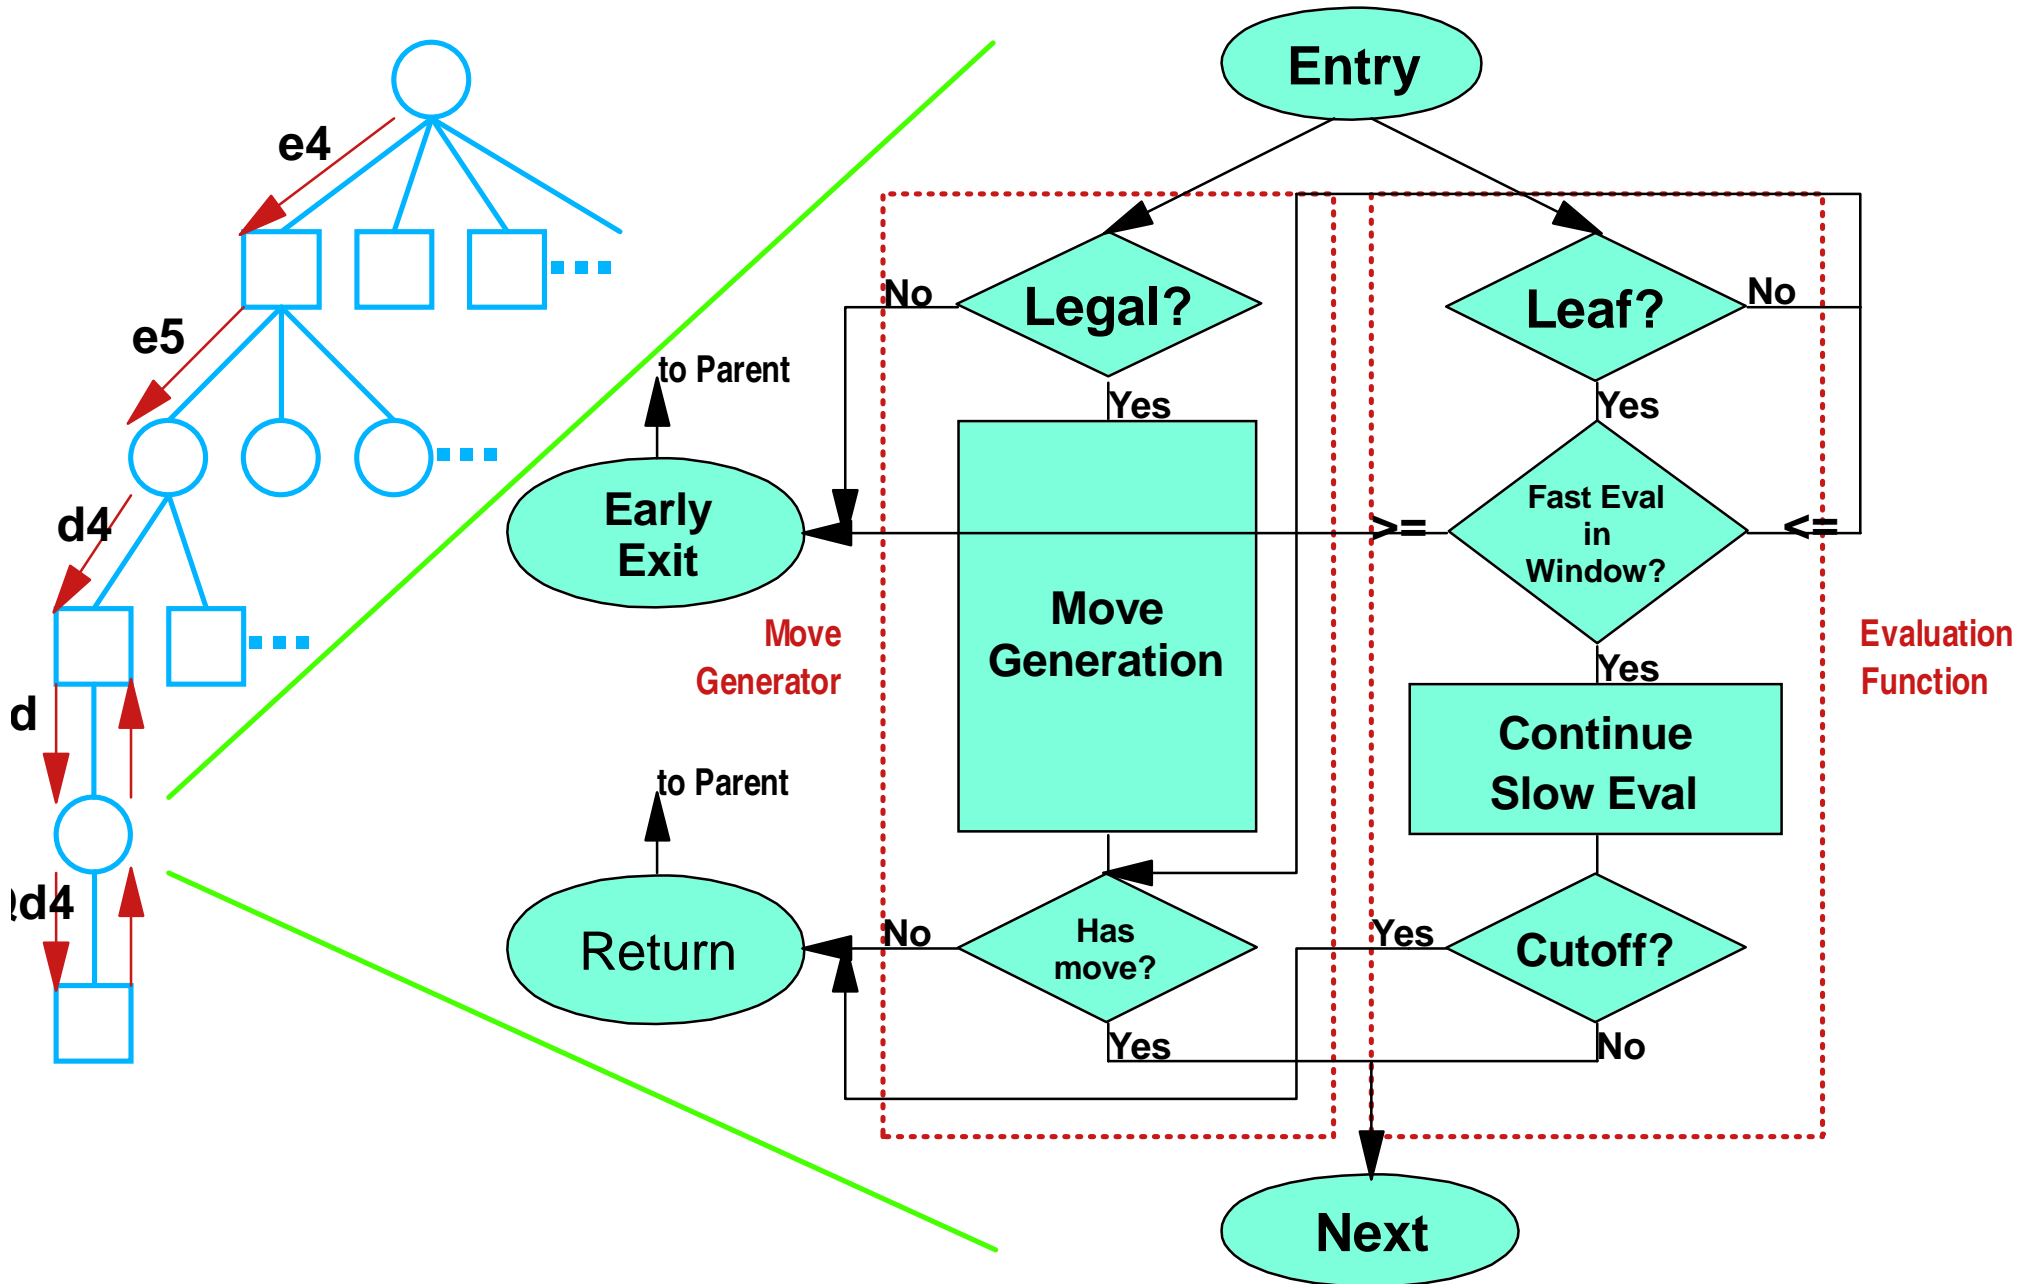 Entry
e4
No
Legal?
Leaf?
No
e5
to Parent
Yes
Yes
Early
Exit
>=
Fast Eval
in
Window?
<=
d4
Move
Generator
Move
Generation
Yes
Evaluation
Function
d
Continue
Slow Eval
to Parent
d4
Return
No
Has
move?
Yes
Cutoff?
Yes
No
Next